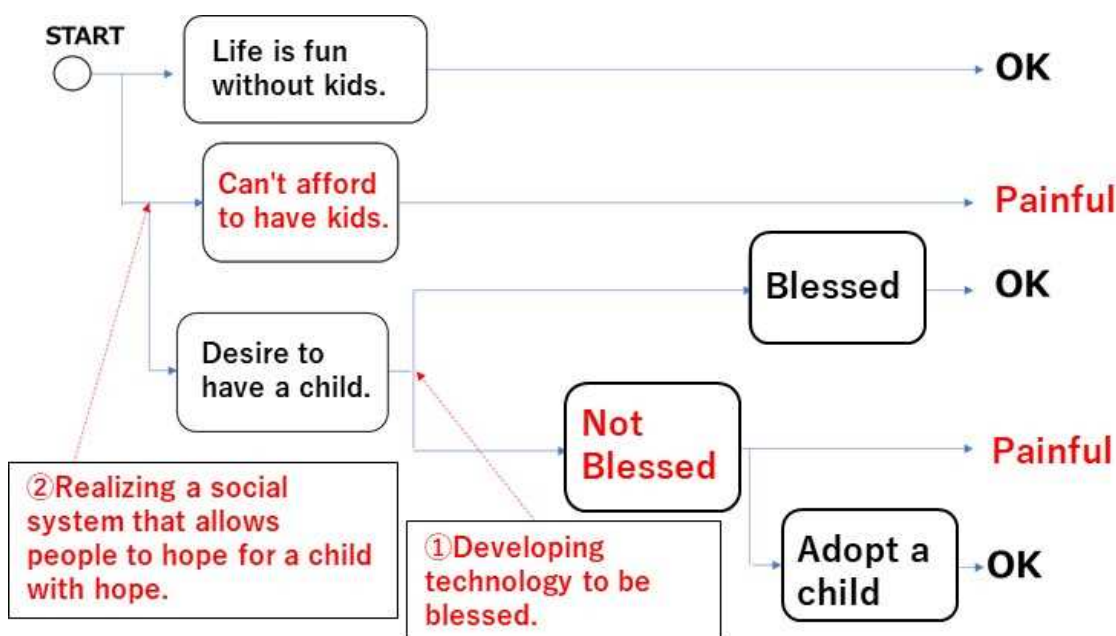 START
Life is fun
without kids.
OK
Can't afford
to have kids.
Painful
Blessed
OK
Desire to
have a child.
Not
Blessed
Painful
②Realizing a social
system that allows
people to hope for a child
with hope.
①Developing
technology to be
blessed.
Adopt a
child
OK